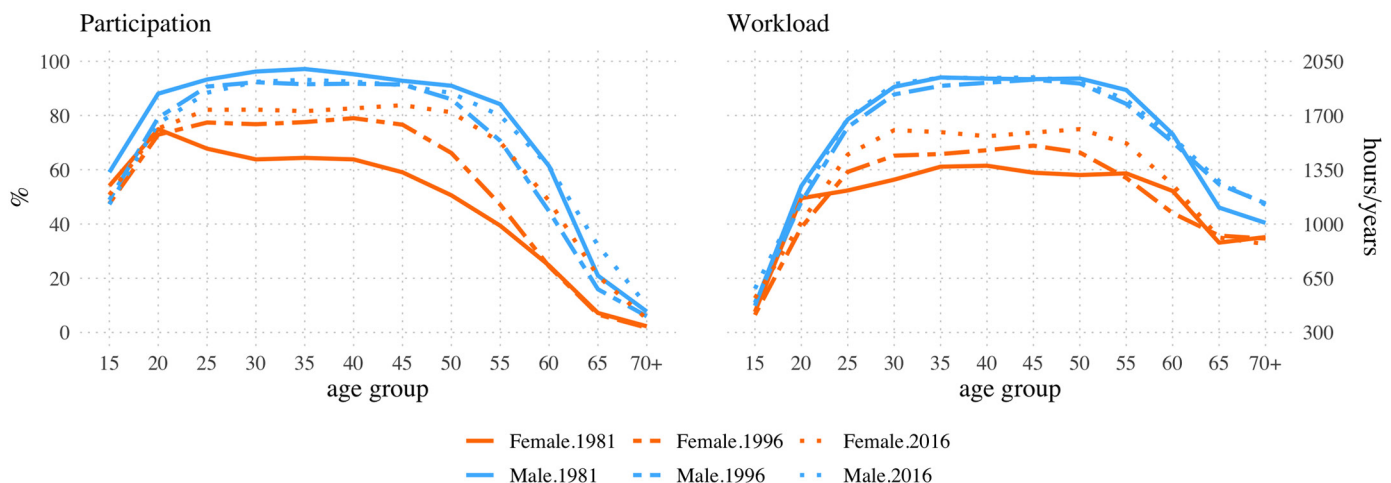 Participation
Workload
100
80
60
40
20
0
%
15 20 25 30 35 40 45 50 55 60 65 70+
age group
2050
1700
1350
1000
650
300
hours/years
15 20 25 30 35 40 45 50 55 60 65 70+
age group
Female.1981 Female.1996 Female.2016
Male.1981 Male.1996 Male.2016